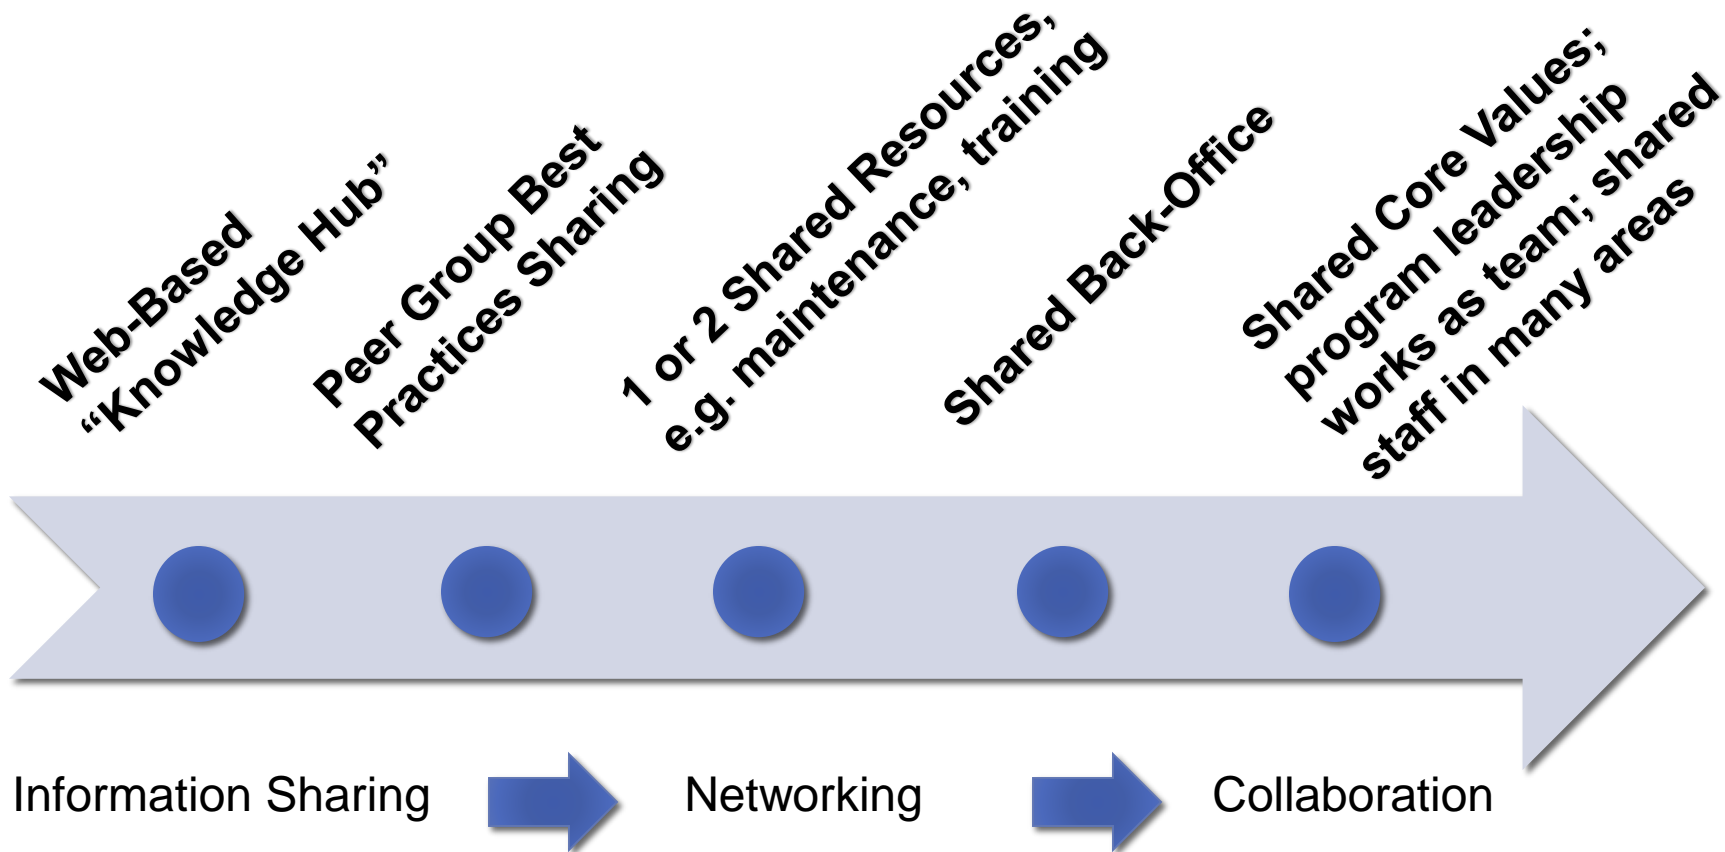 Web-Based
“Knowledge Hub”
Peer Group Best
Practices Sharing
1 or 2 Shared Resources,
e.g. maintenance, training
Shared Back-Office
Shared Core Values;
program leadership
works as team; shared
staff in many areas
Information Sharing
Networking
Collaboration